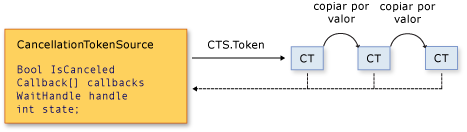 CancellationTokenSource
Bool IsCanceled
Callback[] callbacks
WaitHandle handle
int state;
CTS.Token
copiar por
valor
copiar por
valor
CT
CT
CT